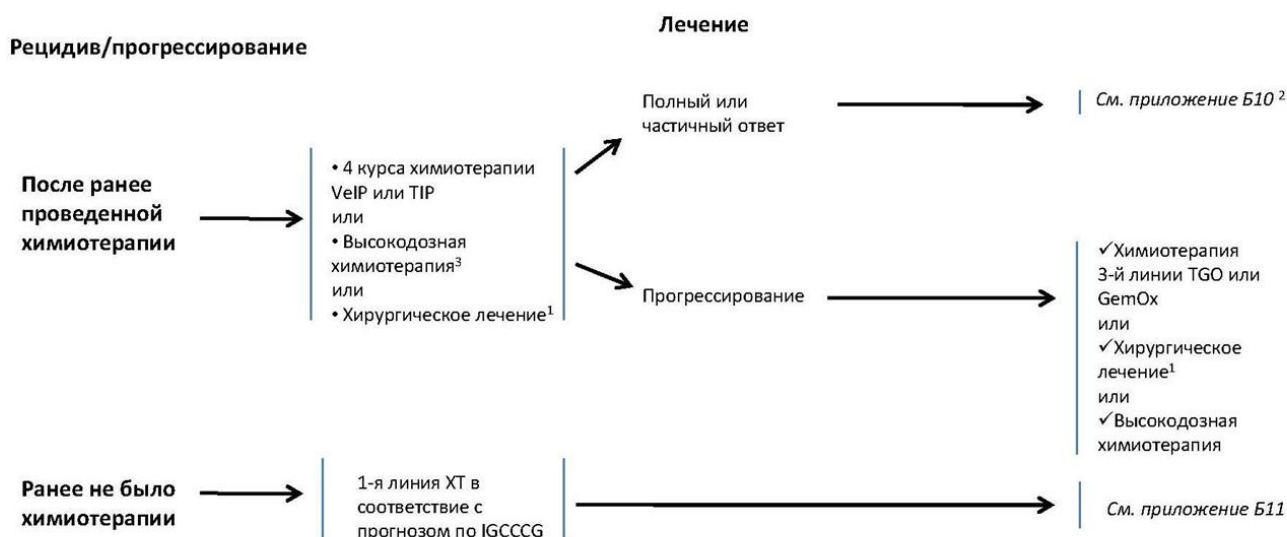 Лечение
Рецидив/прогрессирование
Полный или
частичный ответ
См. приложение Б10 ²
После ранее
проведенной
химиотерапии
• 4 курса химиотерапии
VeIP или TIP
или
• Высокодозная
химиотерапия³
или
• Хирургическое лечение¹
Прогрессирование
✓Химиотерапия
3-й линии TGO или
GemOx
или
✓Хирургическое
лечение¹
или
✓Высокодозная
химиотерапия
Ранее не было
химиотерапии
1-я линия ХТ в
соответствие с
прогнозом по IGCCCG
См. приложение Б11